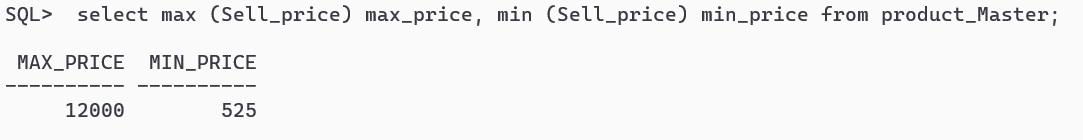 SQL>  select max (Sell_price) max_price, min (Sell_price) min_price from product_Master;
 MAX_PRICE  MIN_PRICE
---------- ----------
     12000        525